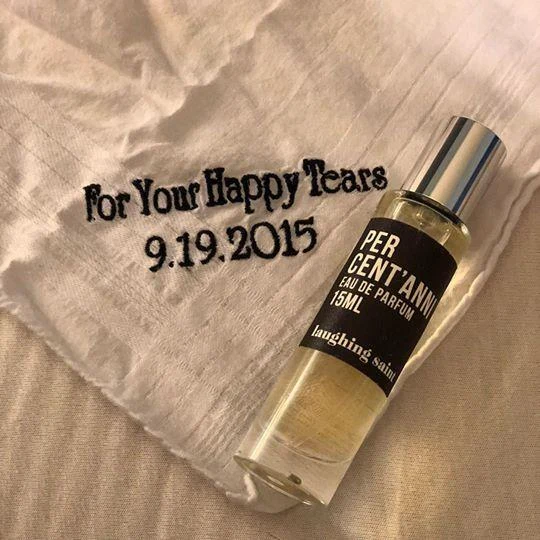 For Your Happy Tears
9.19.2015
PER
CENT'ANNI
EAU DE PARFUM
15ML
laughing saint